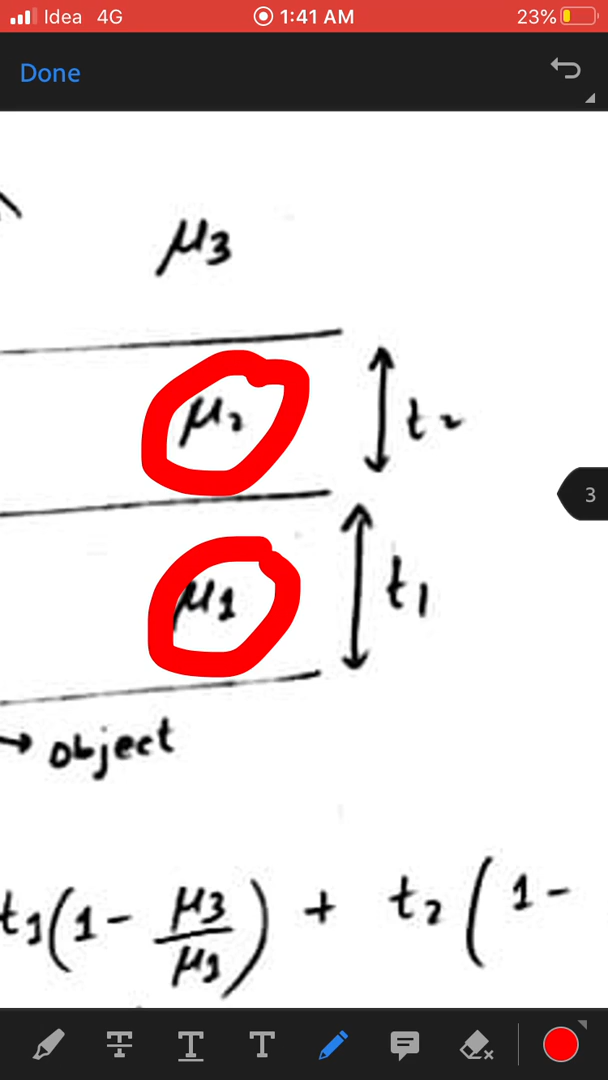 Idea 4G 1:41 AM 23%
Done
μ3
μ2 t2
3
μ1 t1
→ object
t1(1- μ3/μ1) + t2(1-
T T T